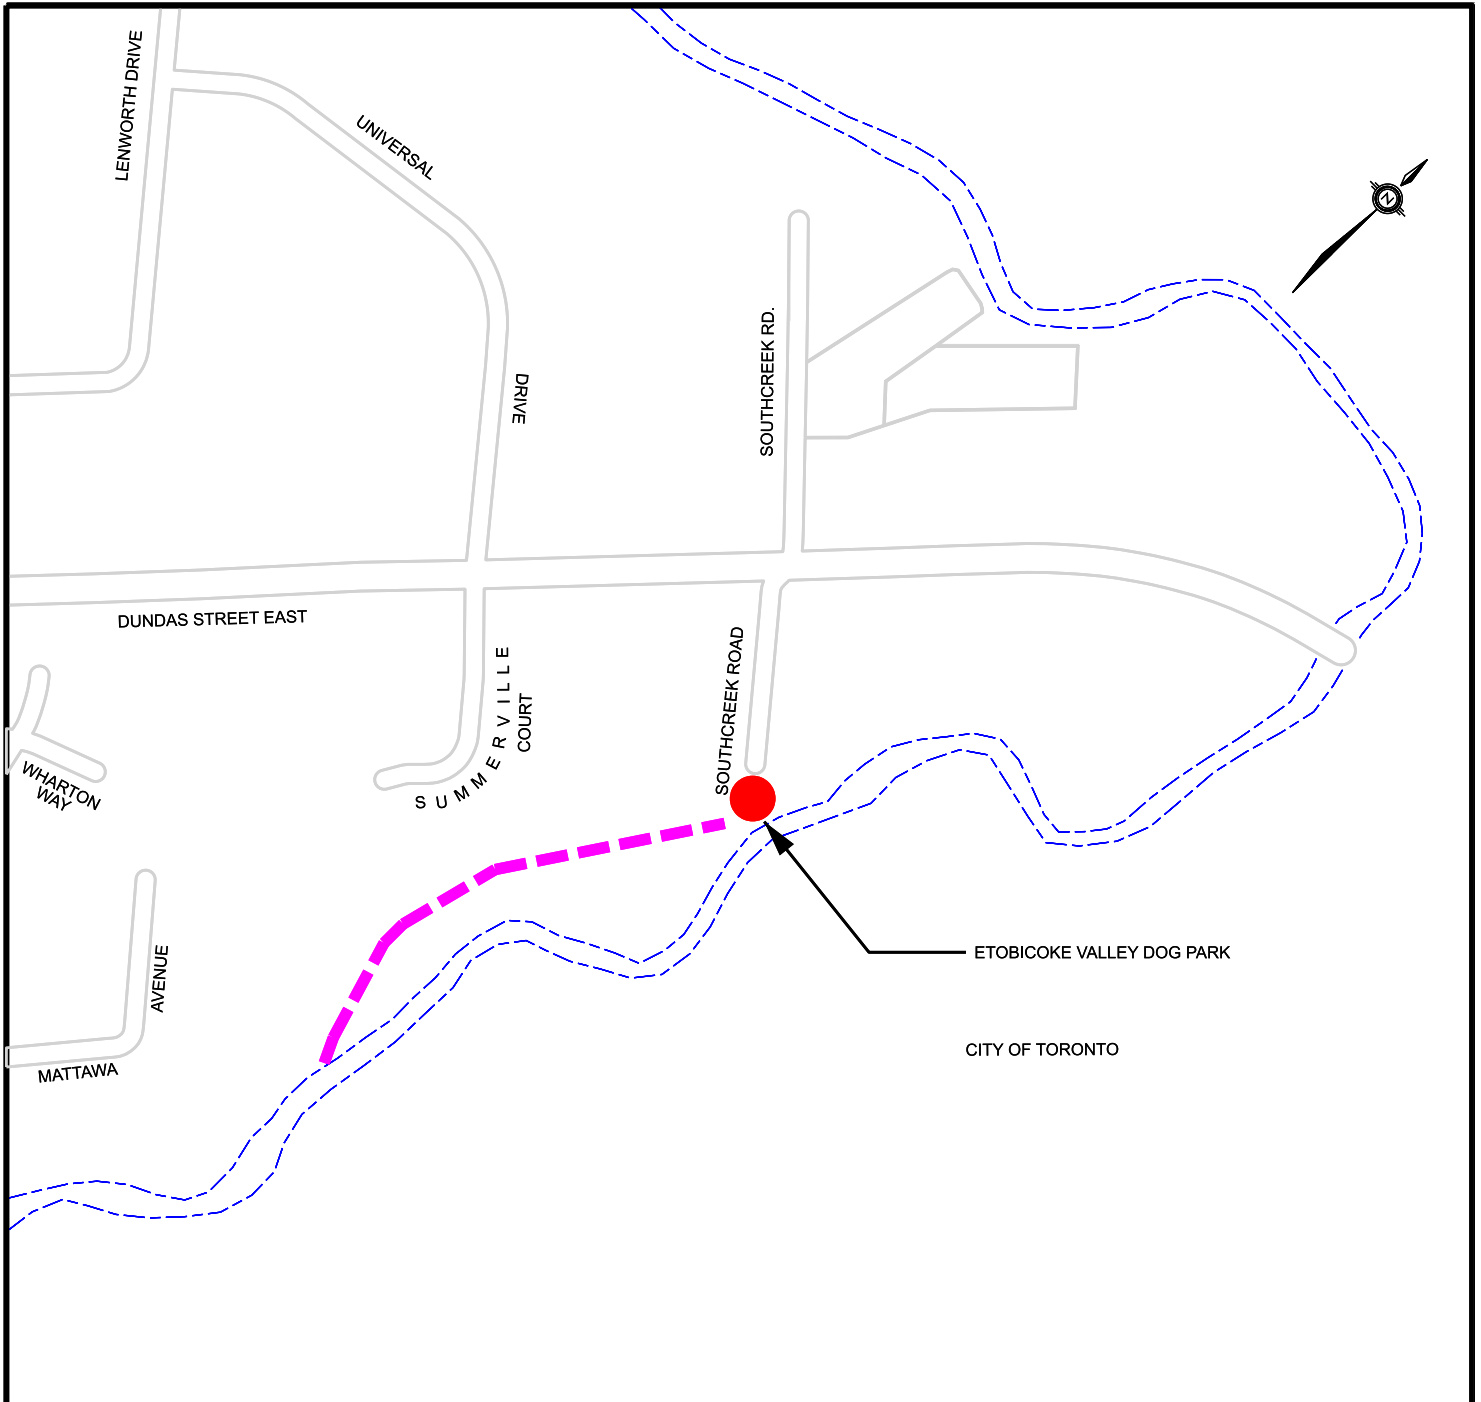 LENWORTH DRIVE
UNIVERSAL
DRIVE
N
SOUTHCREEK RD.
DUNDAS STREET EAST
SUMMERVILLE
COURT
SOUTHCREEK ROAD
WHARTON
WAY
ETOBICOKE VALLEY DOG PARK
AVENUE
MATTAWA
CITY OF TORONTO